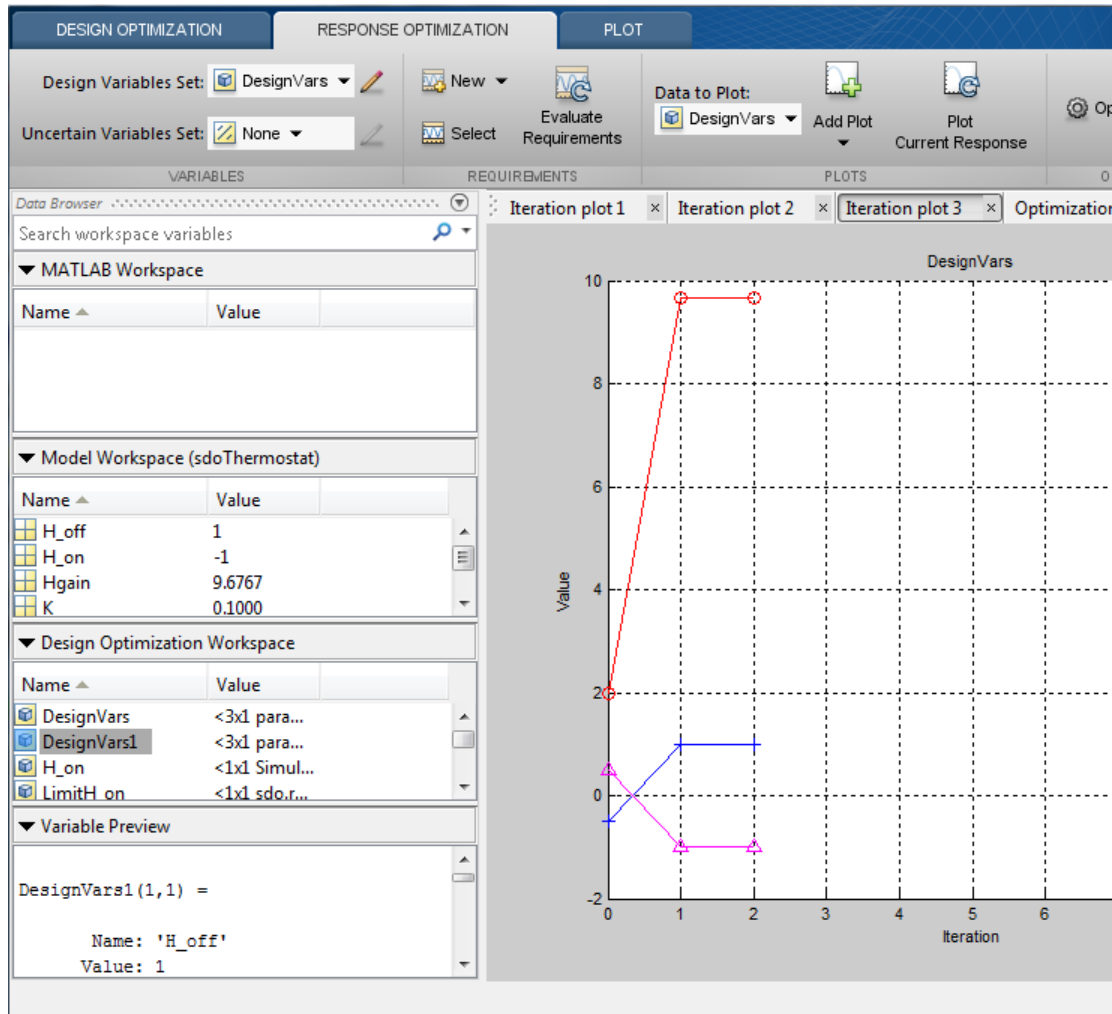 DESIGN OPTIMIZATION RESPONSE OPTIMIZATION PLOT
Design Variables Set: DesignVars New Evaluate Requirements Data to Plot: DesignVars Add Plot Plot Current Response Op
Uncertain Variables Set: None Select
VARIABLES REQUIREMENTS PLOTS O
Data Browser
Search workspace variables
MATLAB Workspace
Name Value
Model Workspace (sdoThermostat)
Name Value
H_off 1
H_on -1
Hgain 9.6767
K 0.1000
Design Optimization Workspace
Name Value
DesignVars <3x1 para...
DesignVars1 <3x1 para...
H_on <1x1 Simul...
LimitH_on <1x1 sdo.r...
Variable Preview
DesignVars1(1,1) =
Name: 'H_off'
Value: 1
Iteration plot 1 × Iteration plot 2 × Iteration plot 3 × Optimization
DesignVars
10
8
6
4
2
0
-2
Value
0 1 2 3 4 5 6
Iteration